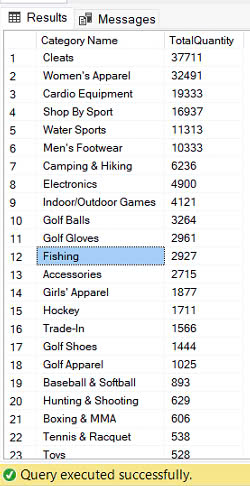 Results Messages
Category Name TotalQuantity
1 Cleats 37711
2 Women's Apparel 32491
3 Cardio Equipment 19333
4 Shop By Sport 16937
5 Water Sports 11313
6 Men's Footwear 10333
7 Camping & Hiking 6236
8 Electronics 4900
9 Indoor/Outdoor Games 4121
10 Golf Balls 3264
11 Golf Gloves 2961
12 Fishing 2927
13 Accessories 2715
14 Girls' Apparel 1877
15 Hockey 1711
16 Trade-In 1566
17 Golf Shoes 1444
18 Golf Apparel 1025
19 Baseball & Softball 893
20 Hunting & Shooting 629
21 Boxing & MMA 606
22 Tennis & Racquet 538
23 Toys 528
Query executed successfully.